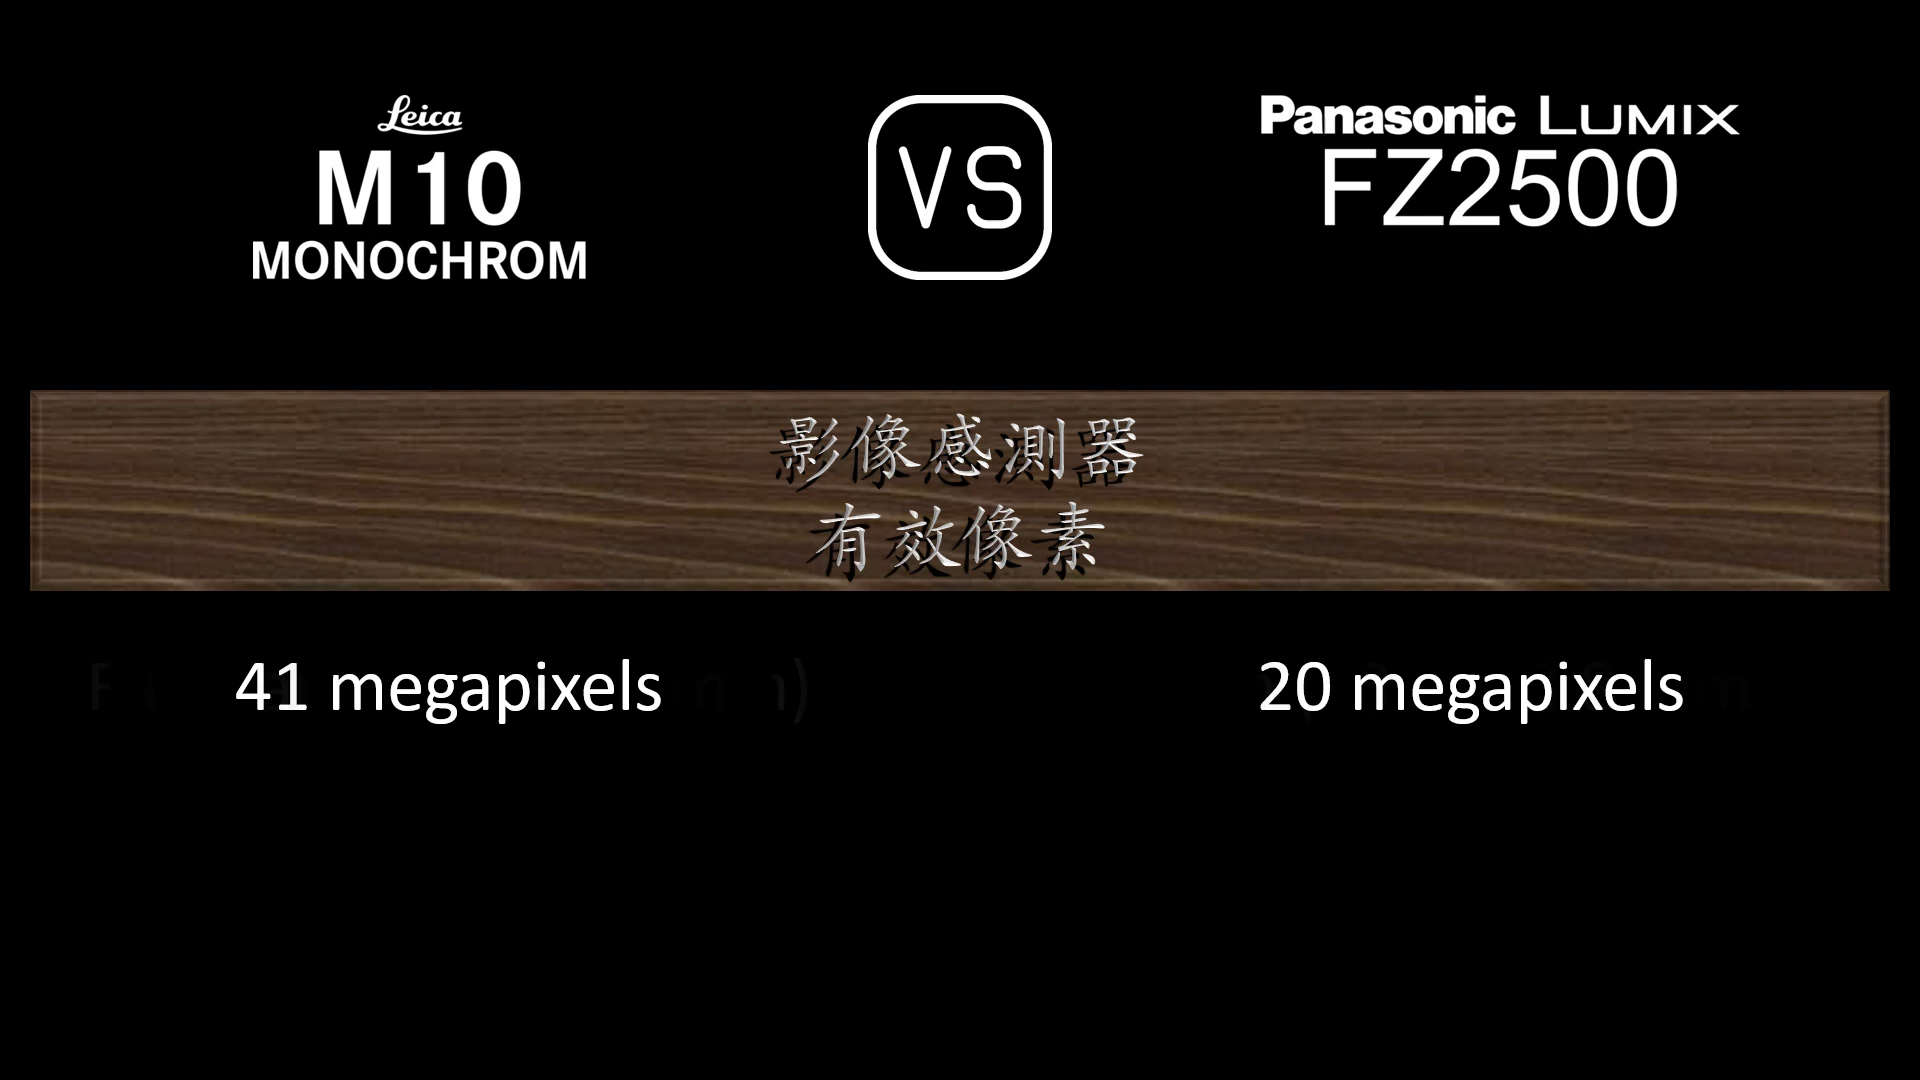 Leica
M10
MONOCHROM
VS
Panasonic LUMIX
FZ2500
影像感測器
有效像素
41 megapixels
20 megapixels